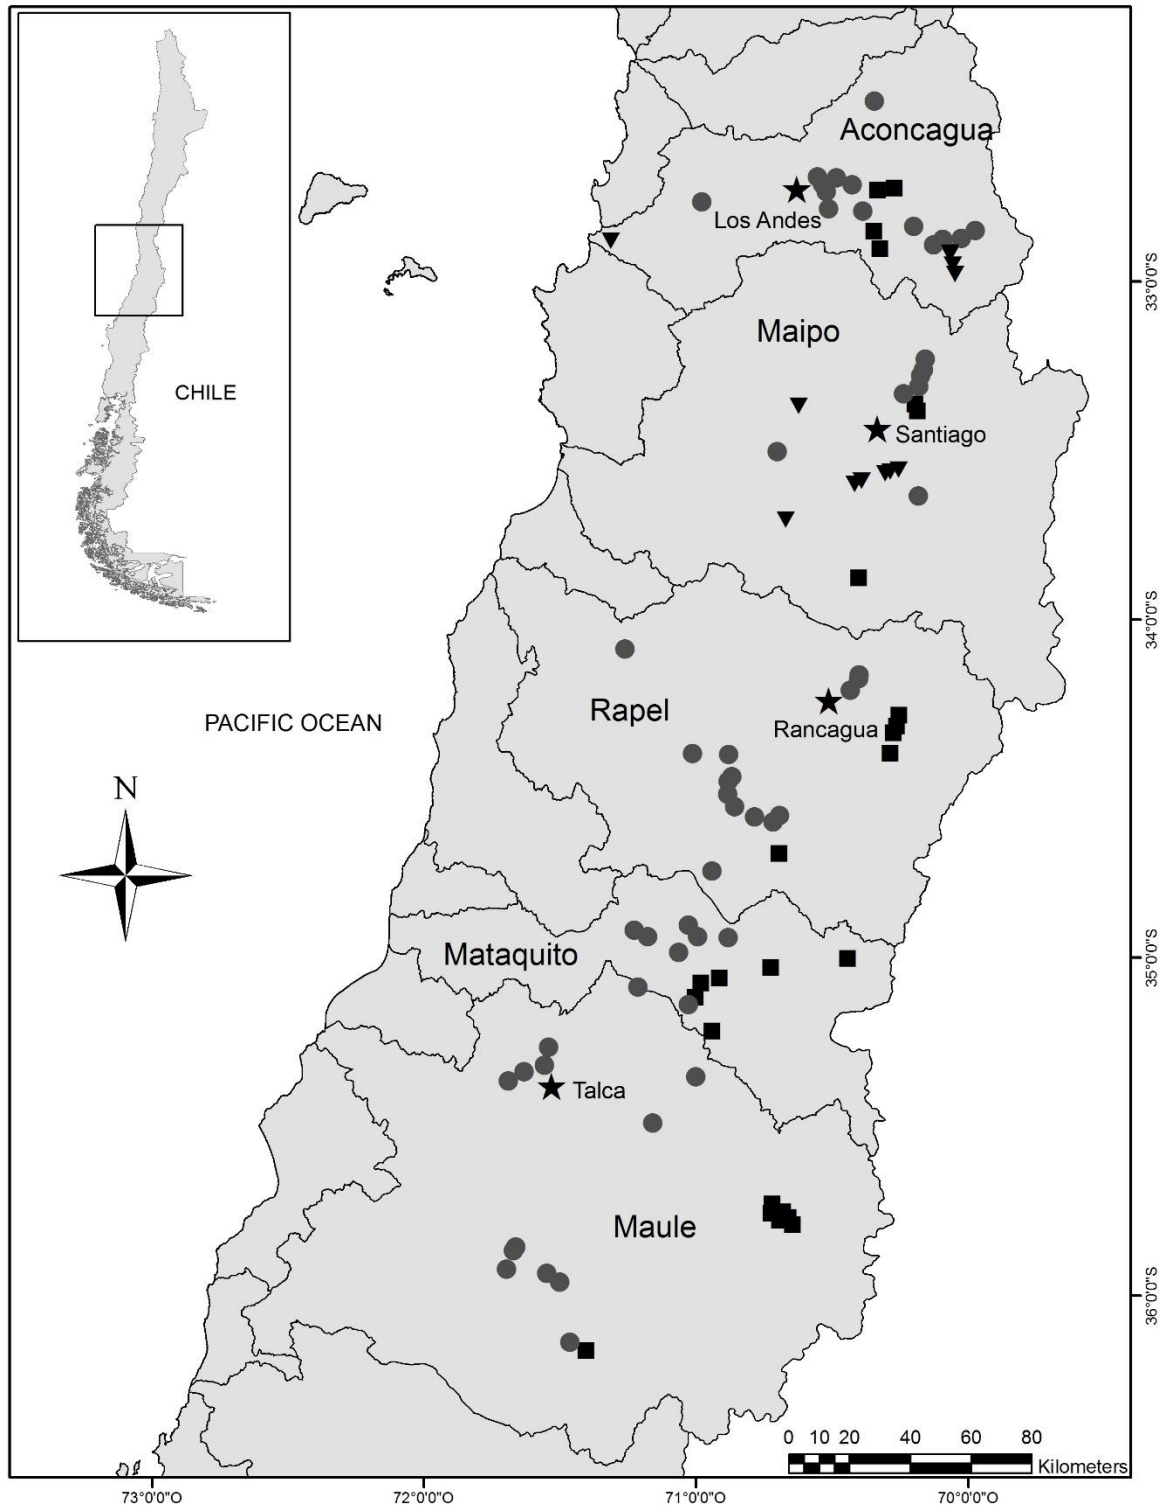 Aconcagua
Los Andes
33°0'0"S
Maipo
CHILE
Santiago
34°0'0"S
Rapel
PACIFIC OCEAN
Rancagua
N
Mataquito
35°0'0"S
Talca
Maule
36°0'0"S
0 10 20 40 60 80
Kilometers
73°0'0"O 72°0'0"O 71°0'0"O 70°0'0"O